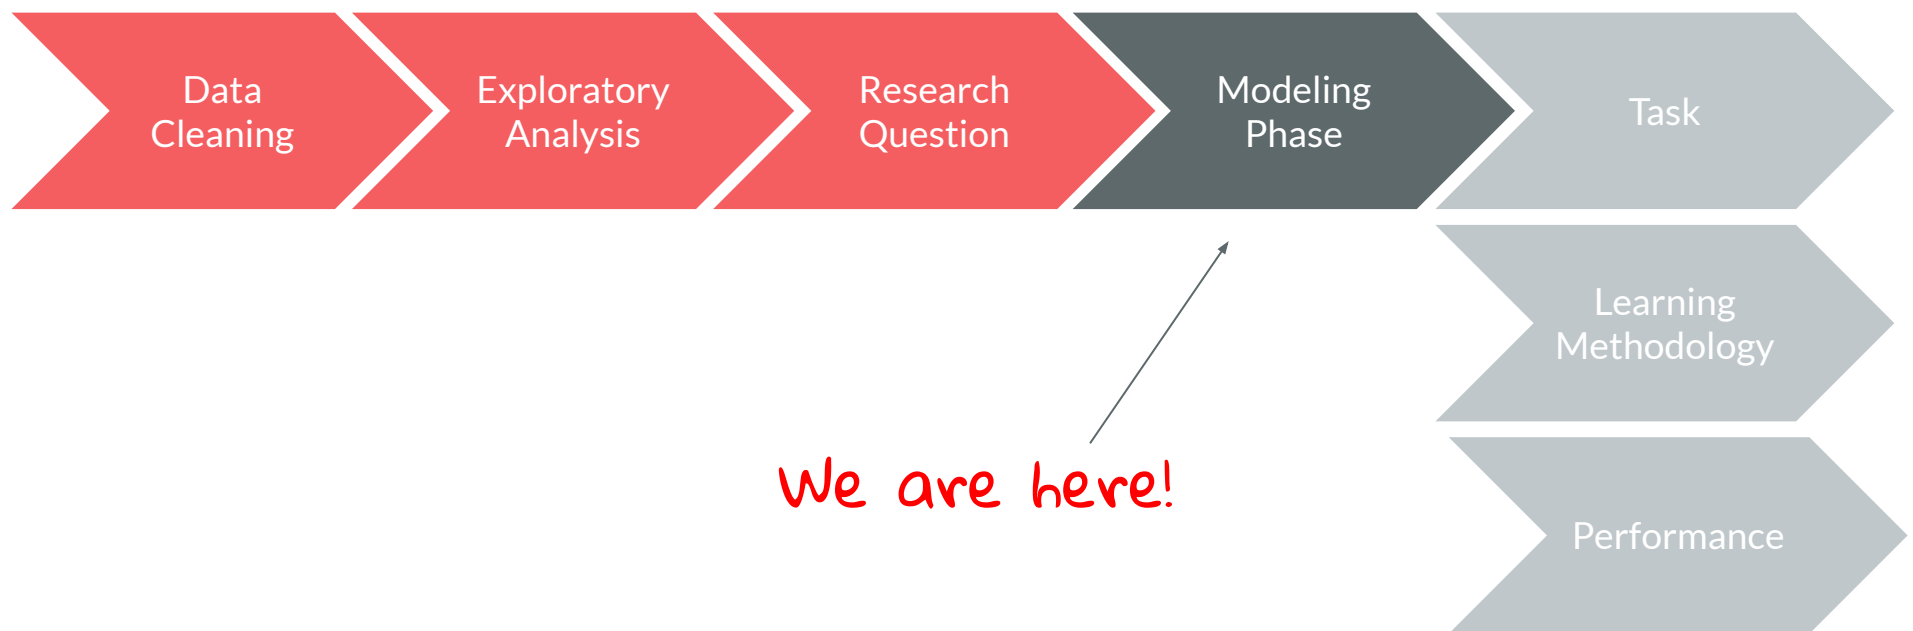 Data
Cleaning
Exploratory
Analysis
Research
Question
Modeling
Phase
Task
Learning
Methodology
Performance
We are here!